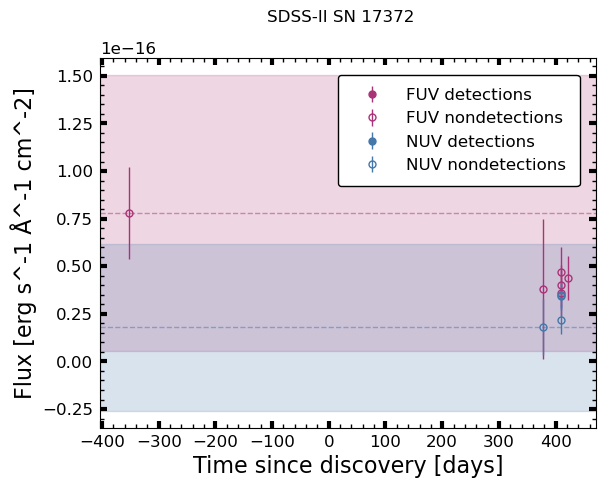 SDSS-II SN 17372
1e−16
Flux [erg s^-1 Å^-1 cm^-2]
1.50
1.25
1.00
0.75
0.50
0.25
0.00
−0.25
FUV detections
FUV nondetections
NUV detections
NUV nondetections
−400 −300 −200 −100 0 100 200 300 400
Time since discovery [days]